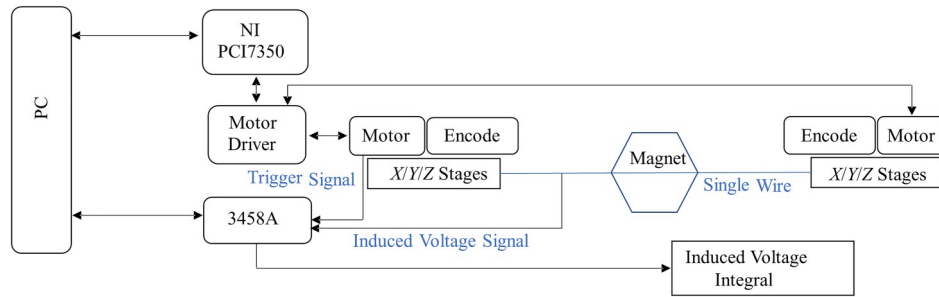 PC
NI
PCI7350
Motor
Driver
Motor
Encode
X/Y/Z Stages
Trigger Signal
3458A
Induced Voltage Signal
Magnet
Single Wire
Encode
Motor
X/Y/Z Stages
Induced Voltage
Integral